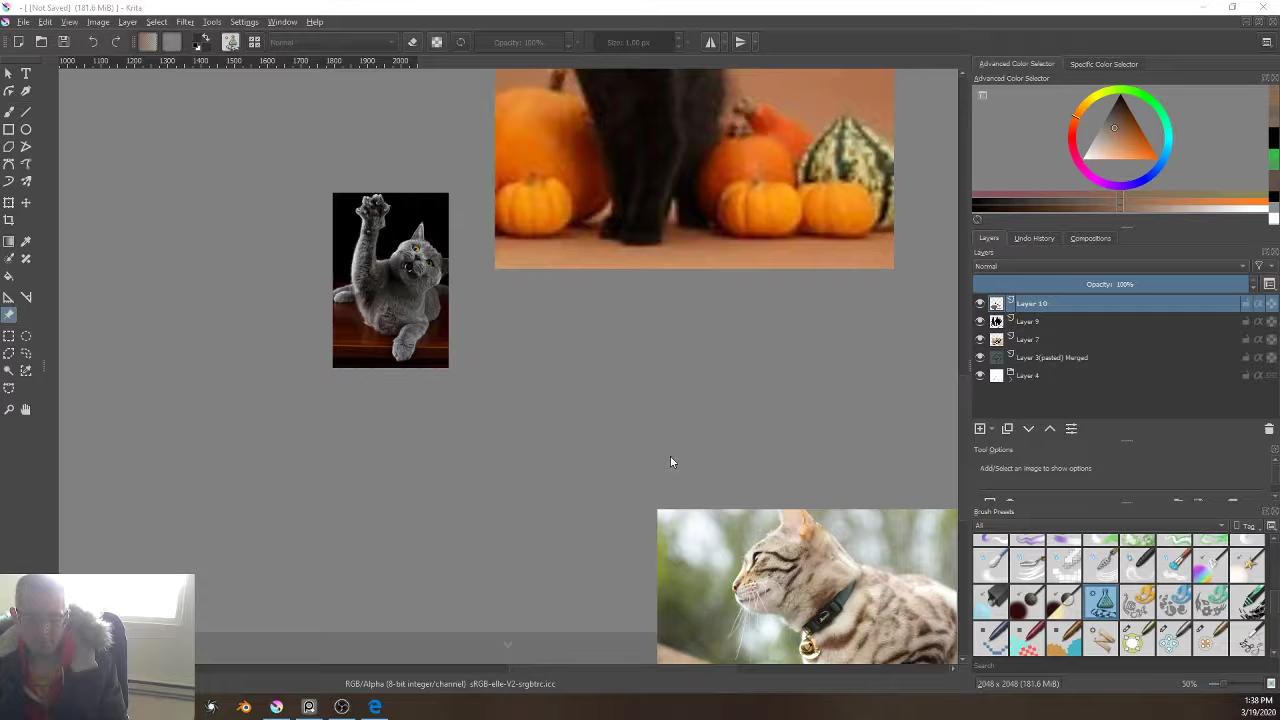 - [ [Not Saved]  (181.6 MiB) ] - Krita
File Edit View Image Layer Select Filter Tools Settings Window Help
Normal Opacity: 100% Size: 1.00 px
1000 1100 1200 1300 1400 1500 1600 1700 1800 1900 2000
Advanced Color Selector Specific Color Selector
Advanced Color Selector
Layers Undo History Compositions
Layers
Normal
Opacity: 100%
Layer 10
Layer 9
Layer 7
Layer 3(pasted) Merged
Layer 4
Tool Options
Add/Select an Image to show options
Brush Presets
All Tag
Search
RGB/Alpha (8-bit integer/channel)  sRGB-elle-V2-srgbtrc.icc
2048 x 2048 (181.6 MiB) 50%
1:38 PM
3/19/2020